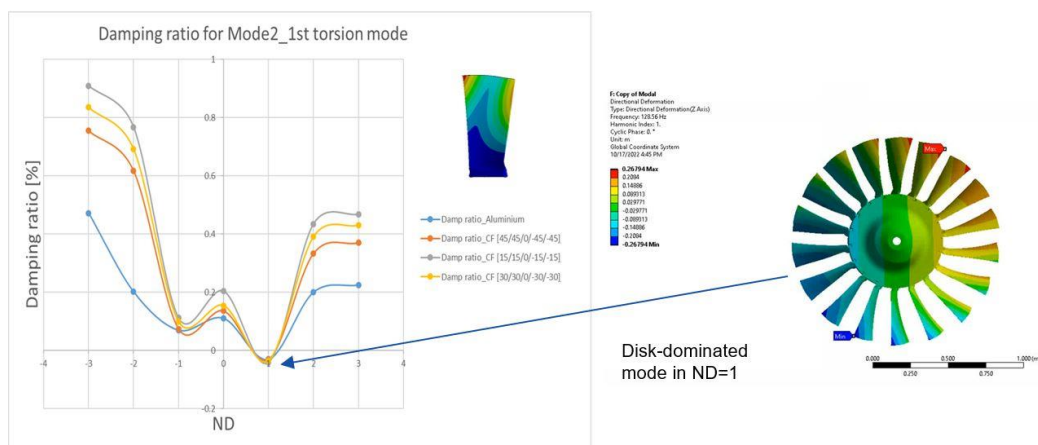 Damping ratio for Mode2_1st torsion mode
Damping ratio [%]
1
0.8
0.6
0.4
0.2
0
-0.2
-4
-3
-2
-1
0
1
2
3
4
ND
Damp ratio_Aluminium
Damp ratio_CF [45/45/0/-45/-45]
Damp ratio_CF [15/15/0/-15/-15]
Damp ratio_CF [30/30/0/-30/-30]
F: Copy of Modal
Directional Deformation
Type: Directional Deformation(Z Axis)
Frequency: 128.56 Hz
Harmonic Index: 1.
Cyclic Phase: 0. °
Unit: m
Global Coordinate System
10/17/2022 4:45 PM
0.26794 Max
0.2084
0.14886
0.089313
0.029771
-0.029771
-0.089313
-0.14886
-0.2084
-0.26794 Min
Max
Min
Disk-dominated
mode in ND=1
0.000
0.500
1.000 (m
0.250
0.750